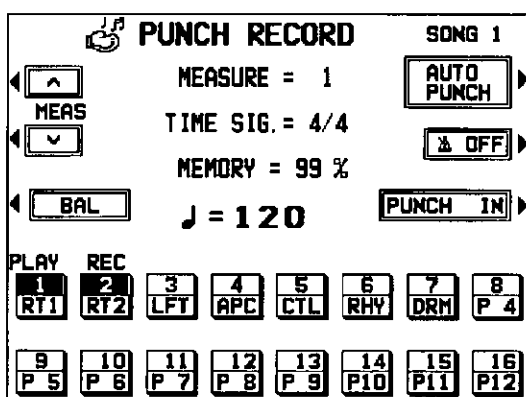 PUNCH RECORD SONG 1
MEASURE = 1
AUTO PUNCH
MEAS
TIME SIG.= 4/4
OFF
MEMORY = 99 %
BAL
♩=120
PUNCH IN
PLAY REC
1 2 3 4 5 6 7 8
RT1 RT2 LFT APC CTL RHY DRM P 4
9 10 11 12 13 14 15 16
P 5 P 6 P 7 P 8 P 9 P10 P11 P12